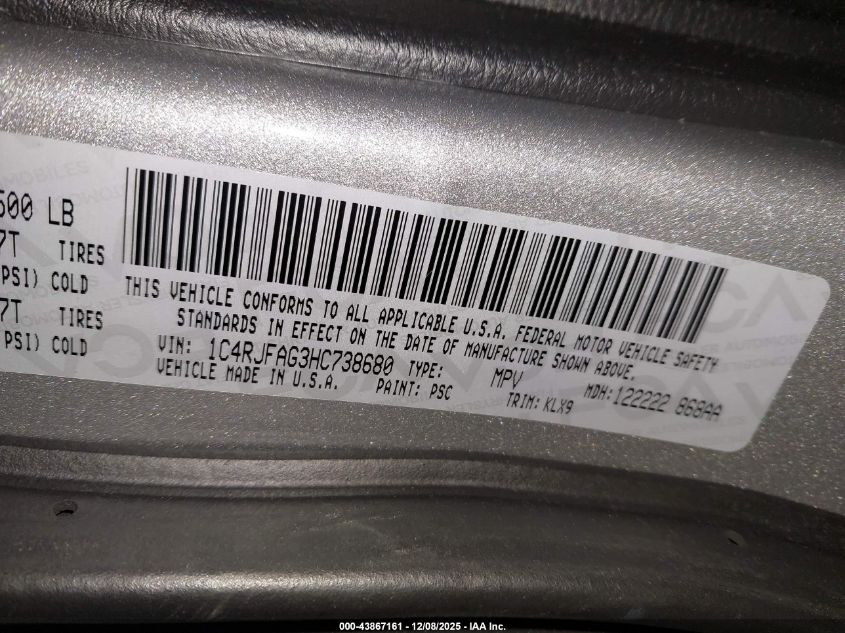 500 LB
7T TIRES
PSI) COLD
7T TIRES
PSI) COLD
THIS VEHICLE CONFORMS TO ALL APPLICABLE U.S.A. FEDERAL MOTOR VEHICLE SAFETY
STANDARDS IN EFFECT ON THE DATE OF MANUFACTURE SHOWN ABOVE.
VIN: 1C4RJFAG3HC738680 TYPE: MPV MDH: 122222 868AA
VEHICLE MADE IN U.S.A. PAINT: PSC TRIM: KLX9
000-43867161 - 12/08/2025 - IAA Inc.